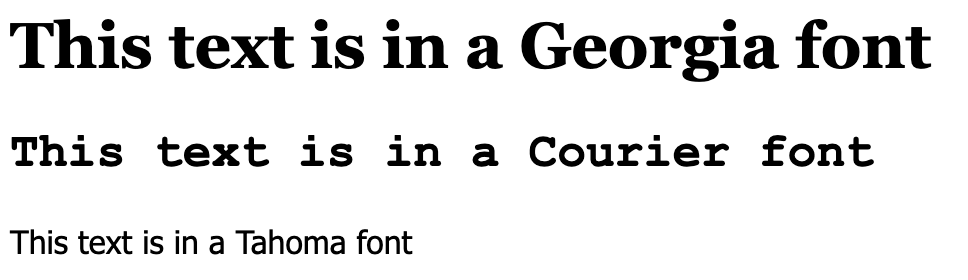 This text is in a Georgia font
This text is in a Courier font
This text is in a Tahoma font